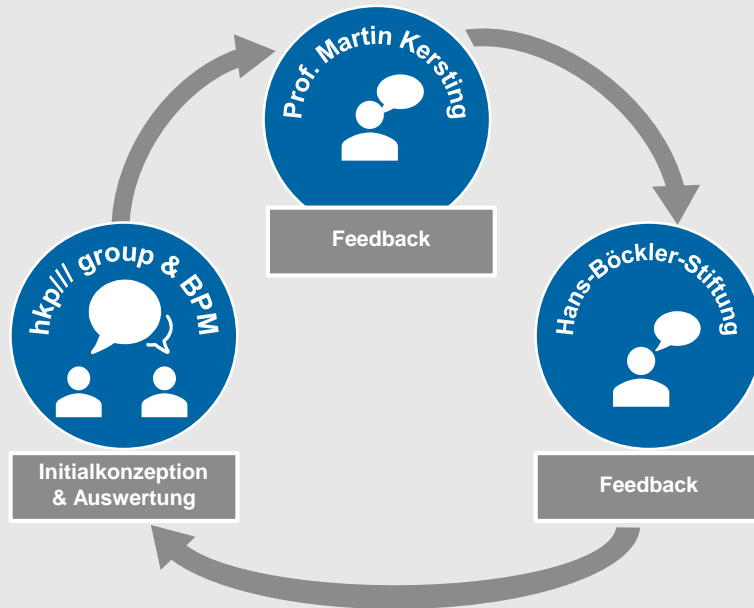 Prof. Martin Kersting
Feedback
hkp/// group & BPM
Initialkonzeption
& Auswertung
Hans-Böckler-Stiftung
Feedback